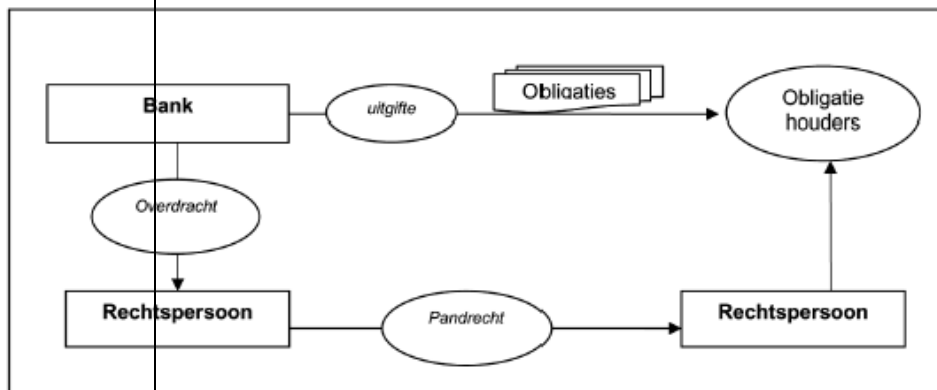 Bank
uitgifte
Obligaties
Obligatie
houders
Overdracht
Rechtspersoon
Pandrecht
Rechtspersoon